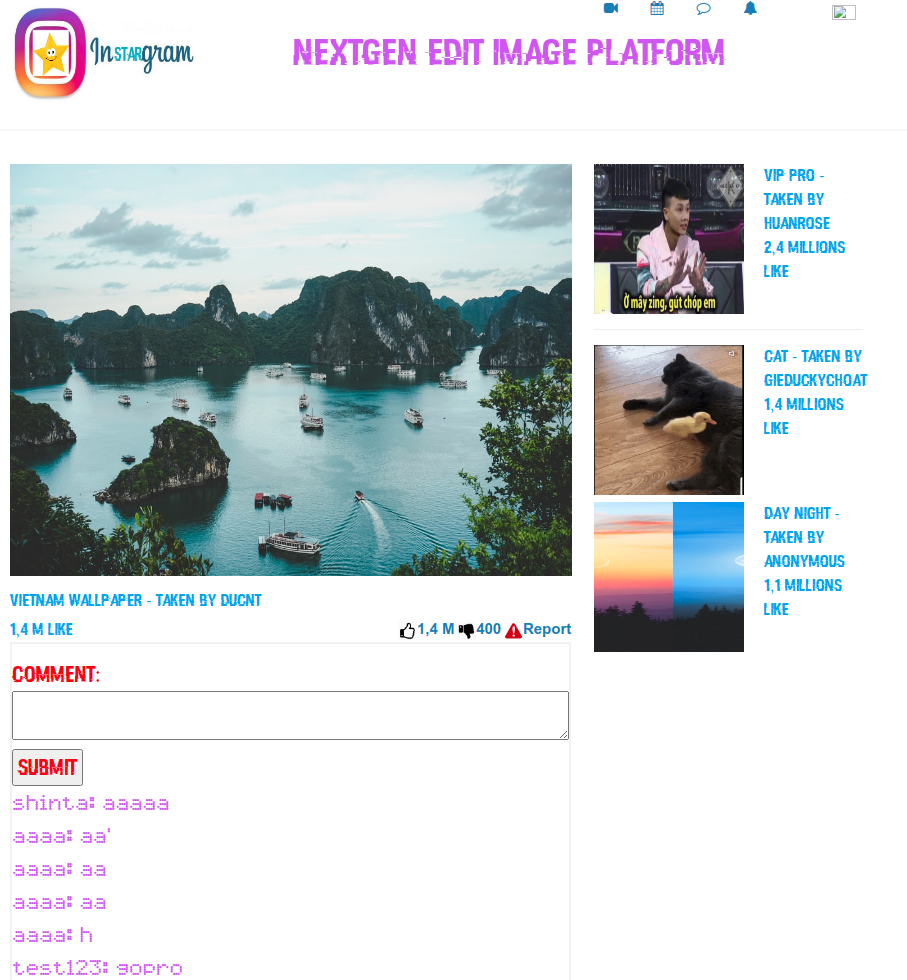 InSTARgram
NEXTGEN EDIT IMAGE PLATFORM
Ở mây zing, gút chóp em
VIP PRO -
TAKEN BY
HUANROSE
2,4 MILLIONS
LIKE
CAT - TAKEN BY
GIEDUCKYCHOAT
1,4 MILLIONS
LIKE
DAY NIGHT -
TAKEN BY
ANONYMOUS
1,1 MILLIONS
LIKE
VIETNAM WALLPAPER - TAKEN BY DUCNT
1,4 M LIKE
1,4 M 400 Report
COMMENT:
SUBMIT
shinta: aaaaa
aaaa: aa'
aaaa: aa
aaaa: aa
aaaa: h
test123: gopro